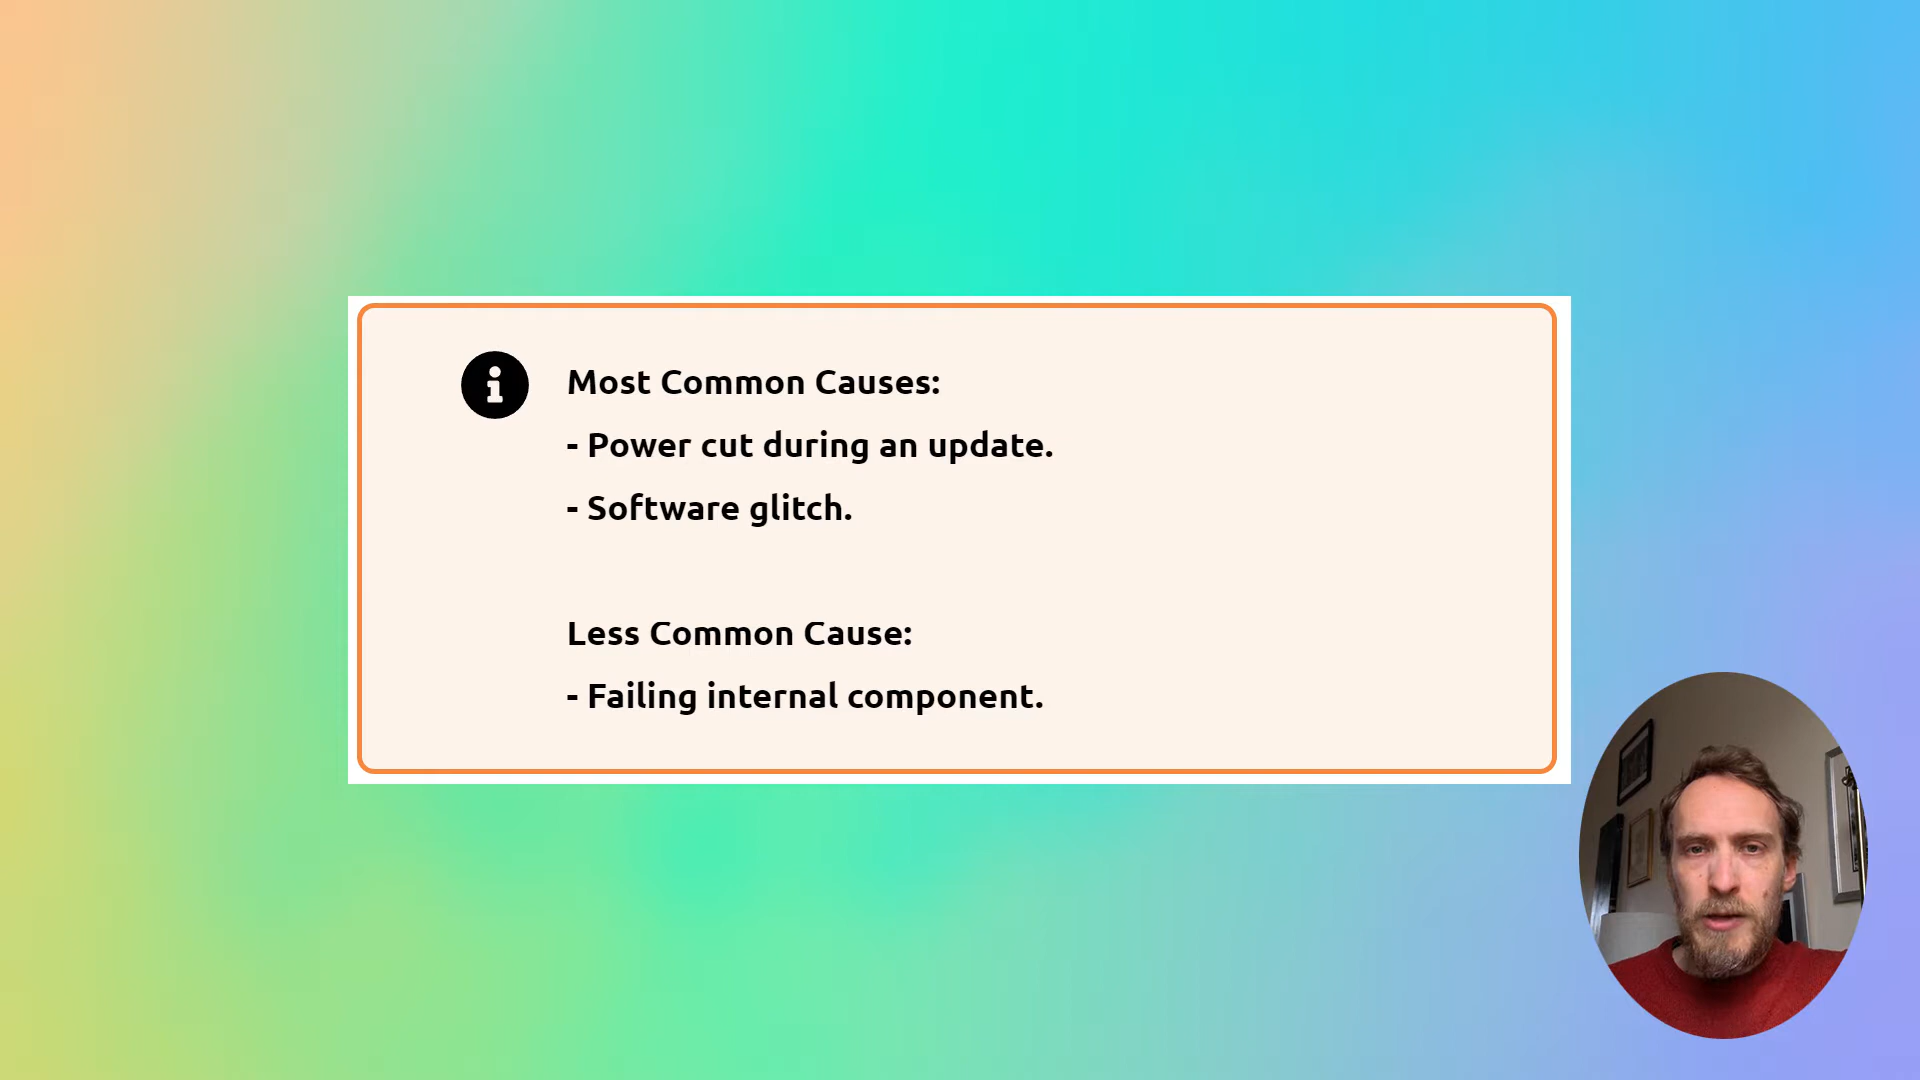 Most Common Causes:
- Power cut during an update.
- Software glitch.
Less Common Cause:
- Failing internal component.